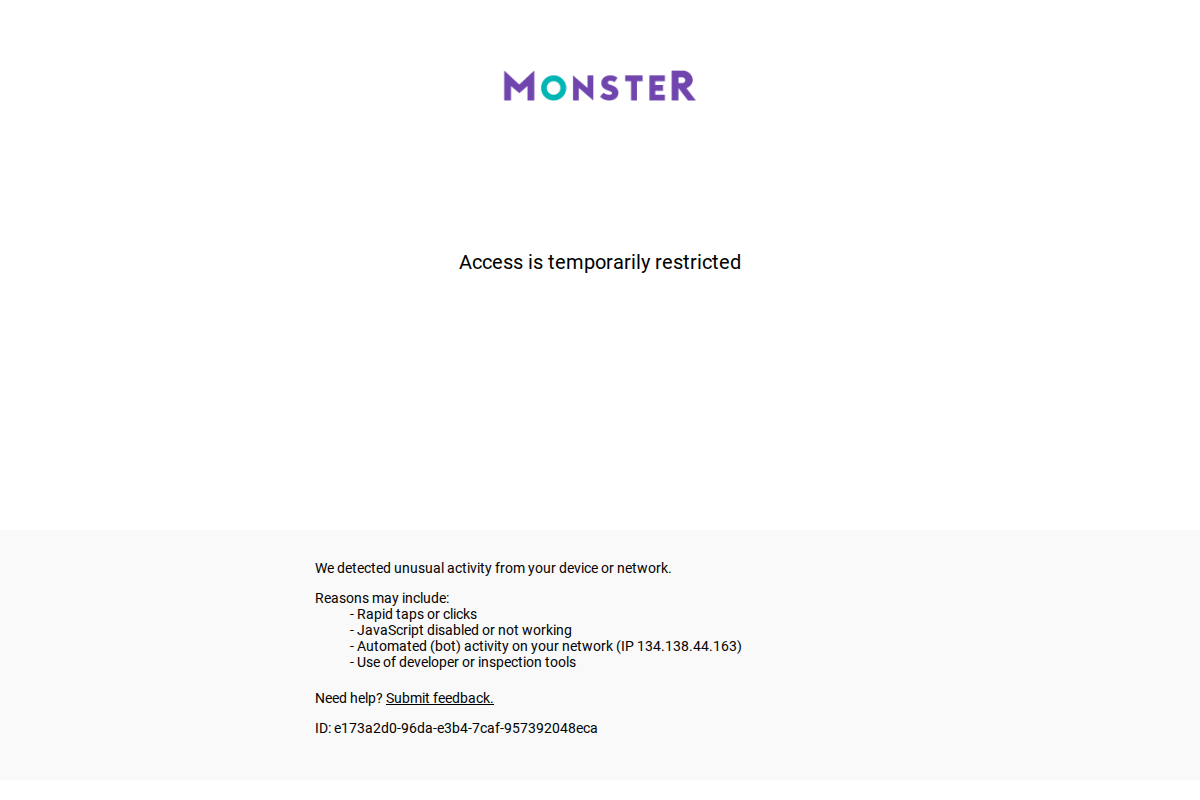 MONSTER
Access is temporarily restricted
We detected unusual activity from your device or network.
Reasons may include:
- Rapid taps or clicks
- JavaScript disabled or not working
- Automated (bot) activity on your network (IP 134.138.44.163)
- Use of developer or inspection tools
Need help? Submit feedback.
ID: e173a2d0-96da-e3b4-7caf-957392048eca